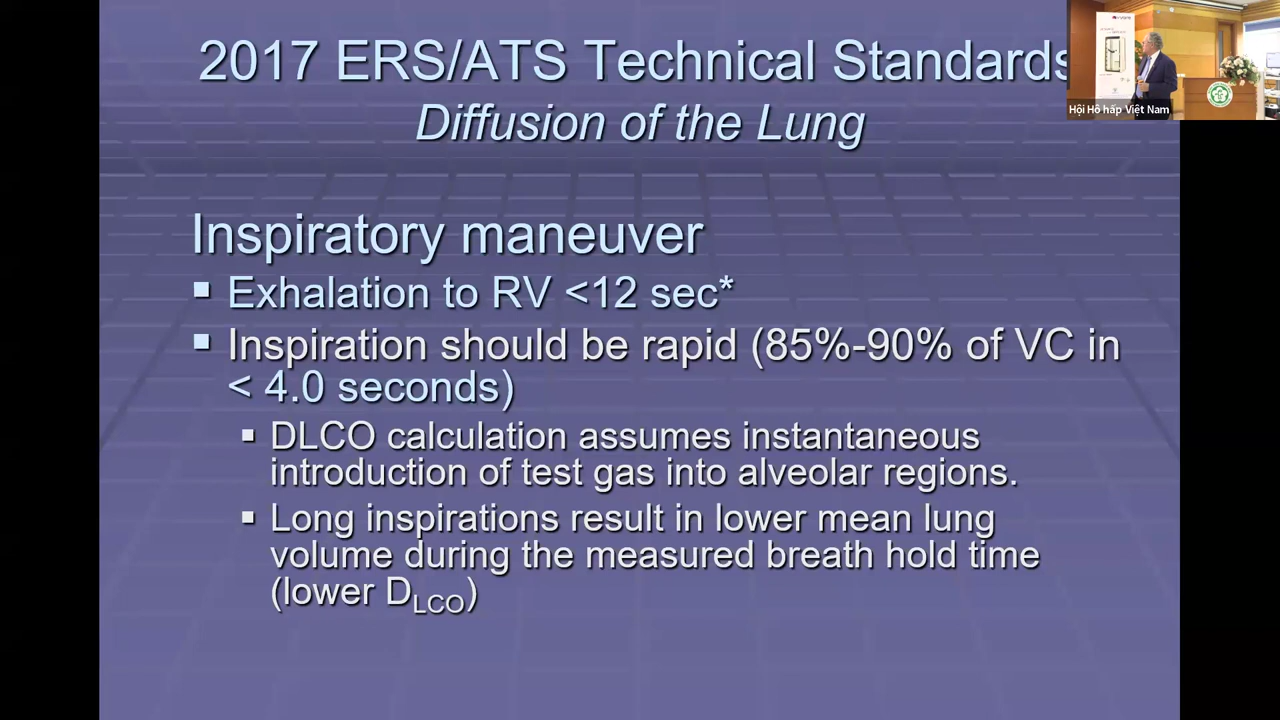 2017 ERS/ATS Technical Standards
Diffusion of the Lung
Hội Hô hấp Việt Nam
Inspiratory maneuver
▪ Exhalation to RV <12 sec*
▪ Inspiration should be rapid (85%-90% of VC in
< 4.0 seconds)
▪ DLCO calculation assumes instantaneous
introduction of test gas into alveolar regions.
▪ Long inspirations result in lower mean lung
volume during the measured breath hold time
(lower DLCO)